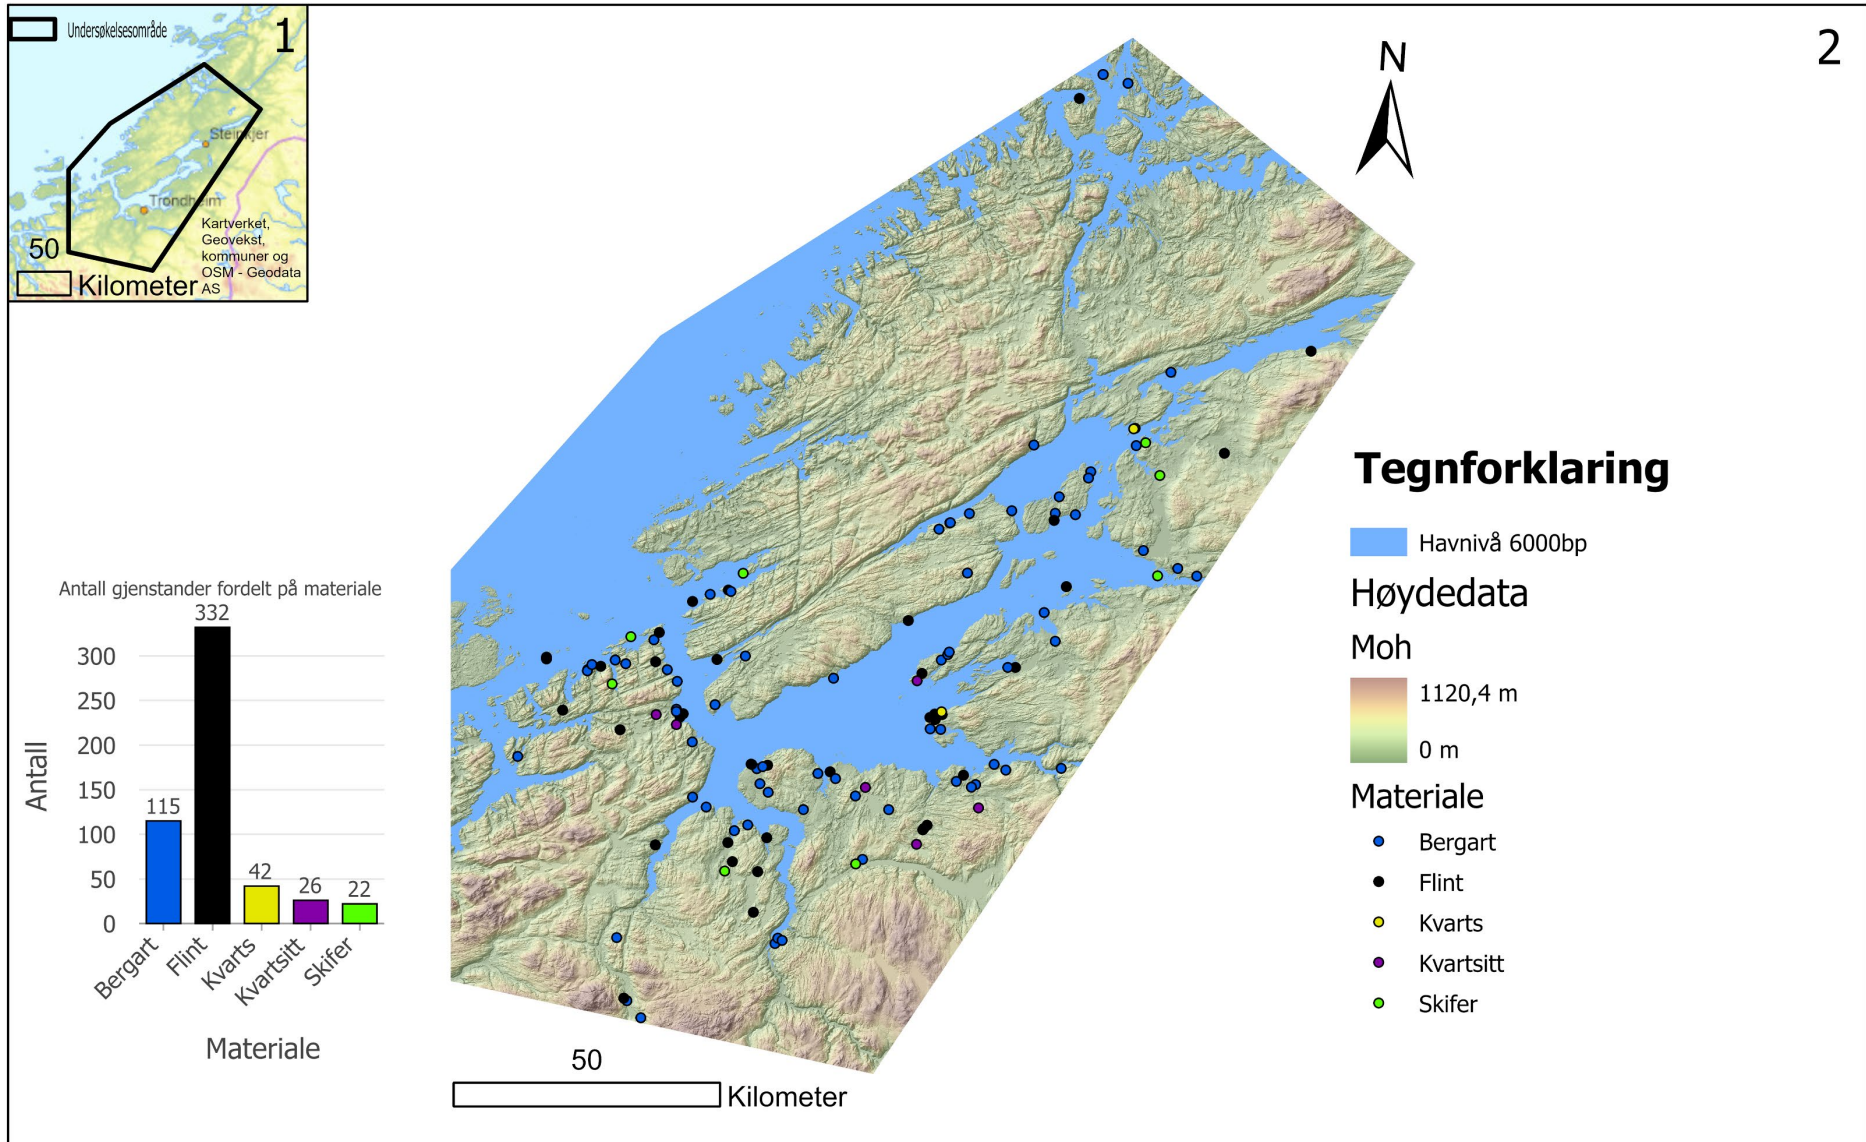 Undersøkelsesområde
1
Steinkjer
Trondheim
Kartverket,
Geovekst,
kommuner og
OSM - Geodata
AS
50
Kilometer
2
N
Tegnforklaring
Havnivå 6000bp
Høydedata
Moh
1120,4 m
0 m
Materiale
Bergart
Flint
Kvarts
Kvartsitt
Skifer
Antall gjenstander fordelt på materiale
332
300
250
200
150
115
100
50
42
26
22
0
Antall
Bergart
Flint
Kvarts
Kvartsitt
Skifer
Materiale
50
Kilometer